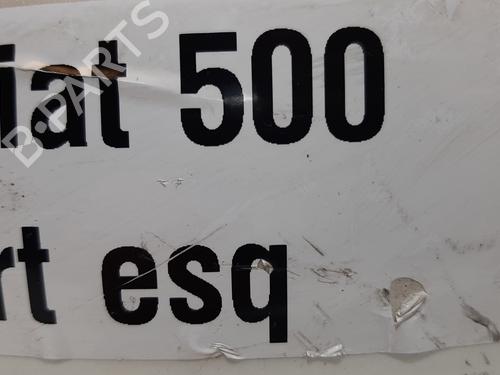 iat 500
rt esq
B-PARTS